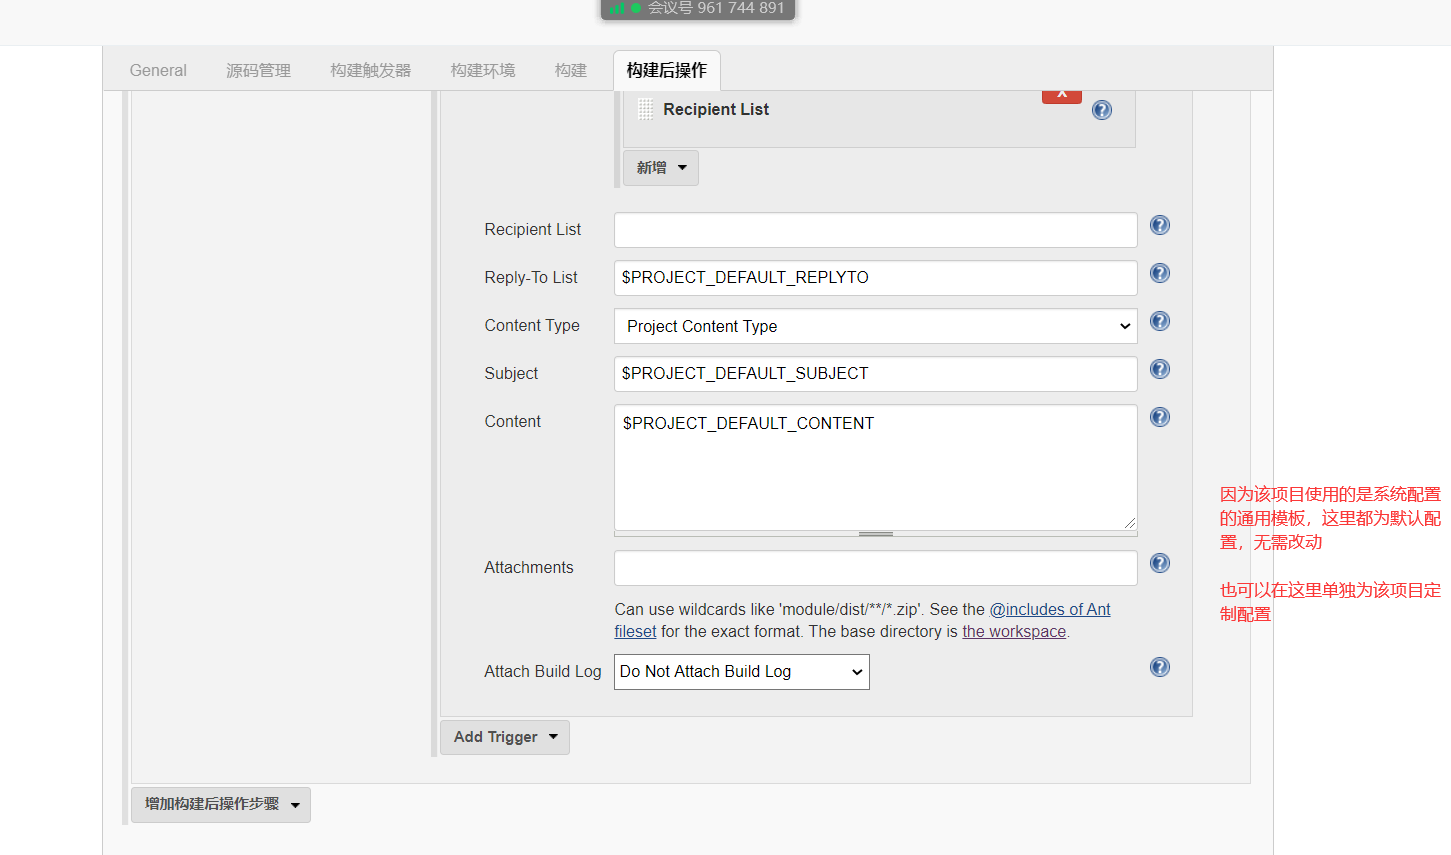 会议号 961 744 891
General 源码管理 构建触发器 构建环境 构建 构建后操作
X
Recipient List
新增
Recipient List
Reply-To List $PROJECT_DEFAULT_REPLYTO
Content Type Project Content Type
Subject $PROJECT_DEFAULT_SUBJECT
Content $PROJECT_DEFAULT_CONTENT
因为该项目使用的是系统配置
的通用模板，这里都为默认配
置，无需改动
也可以在这里单独为该项目定
制配置
Attachments
Can use wildcards like 'module/dist/**/*.zip'. See the @includes of Ant
fileset for the exact format. The base directory is the workspace.
Attach Build Log Do Not Attach Build Log
Add Trigger
增加构建后操作步骤